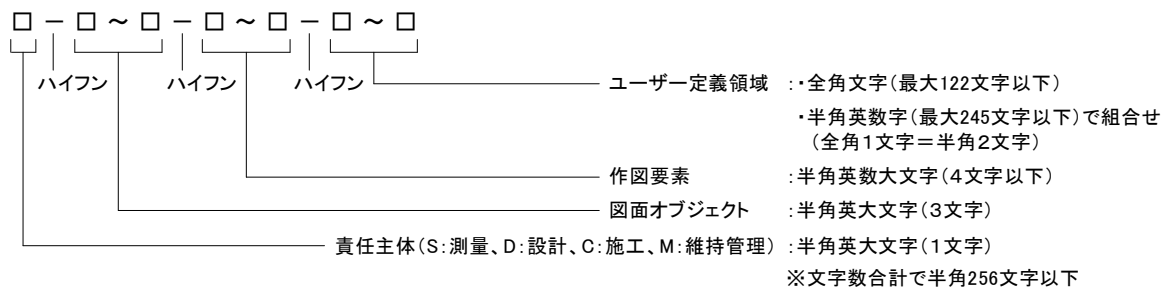 □－□～□－□～□－□～□
ハイフン ハイフン ハイフン
ユーザー定義領域 :・全角文字(最大122文字以下)
・半角英数字(最大245文字以下)で組合せ
(全角1文字＝半角2文字)
作図要素 :半角英数大文字(4文字以下)
図面オブジェクト :半角英大文字(3文字)
責任主体(S:測量、D:設計、C:施工、M:維持管理) :半角英大文字(1文字)
※文字数合計で半角256文字以下